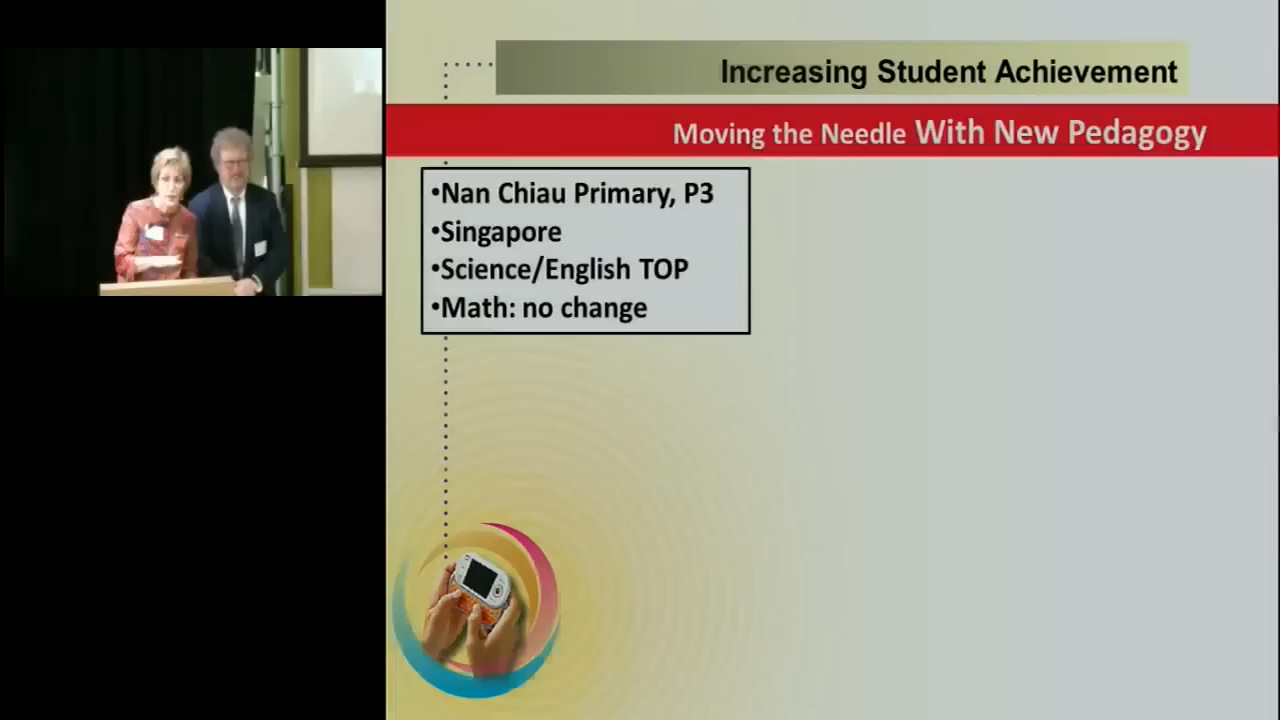 Increasing Student Achievement
Moving the Needle With New Pedagogy
•Nan Chiau Primary, P3
•Singapore
•Science/English TOP
•Math: no change